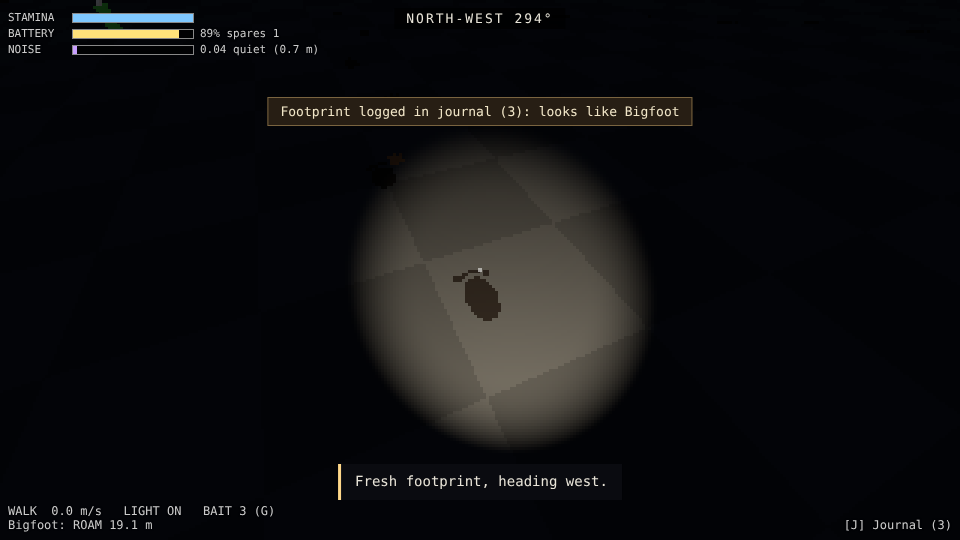 STAMINA
NORTH-WEST 294°
BATTERY 89% spares 1
NOISE 0.04 quiet (0.7 m)
Footprint logged in journal (3): looks like Bigfoot
Fresh footprint, heading west.
WALK 0.0 m/s LIGHT ON BAIT 3 (G)
Bigfoot: ROAM 19.1 m
[J] Journal (3)